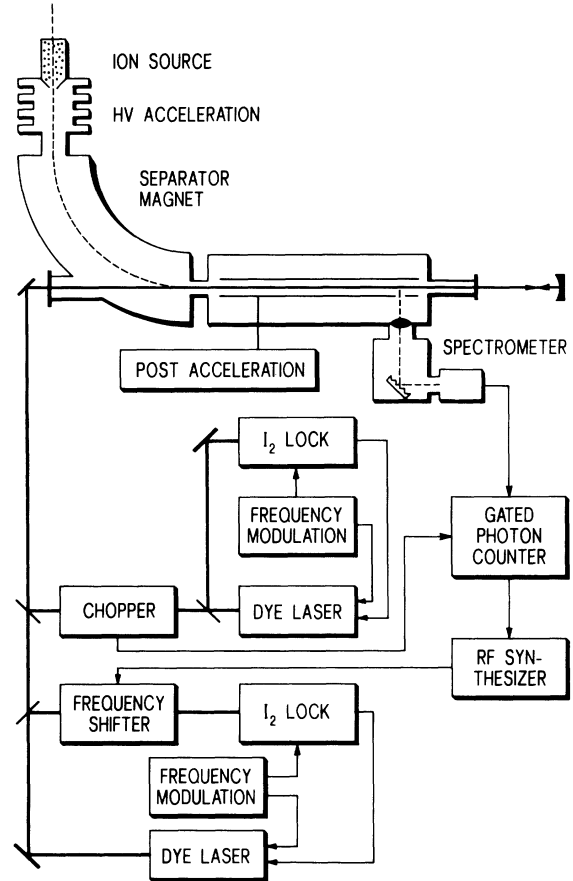 ION SOURCE
HV ACCELERATION
SEPARATOR
MAGNET
POST ACCELERATION
SPECTROMETER
I₂ LOCK
FREQUENCY
MODULATION
GATED
PHOTON
COUNTER
CHOPPER
DYE LASER
RF SYN-
THESIZER
FREQUENCY
SHIFTER
I₂ LOCK
FREQUENCY
MODULATION
DYE LASER